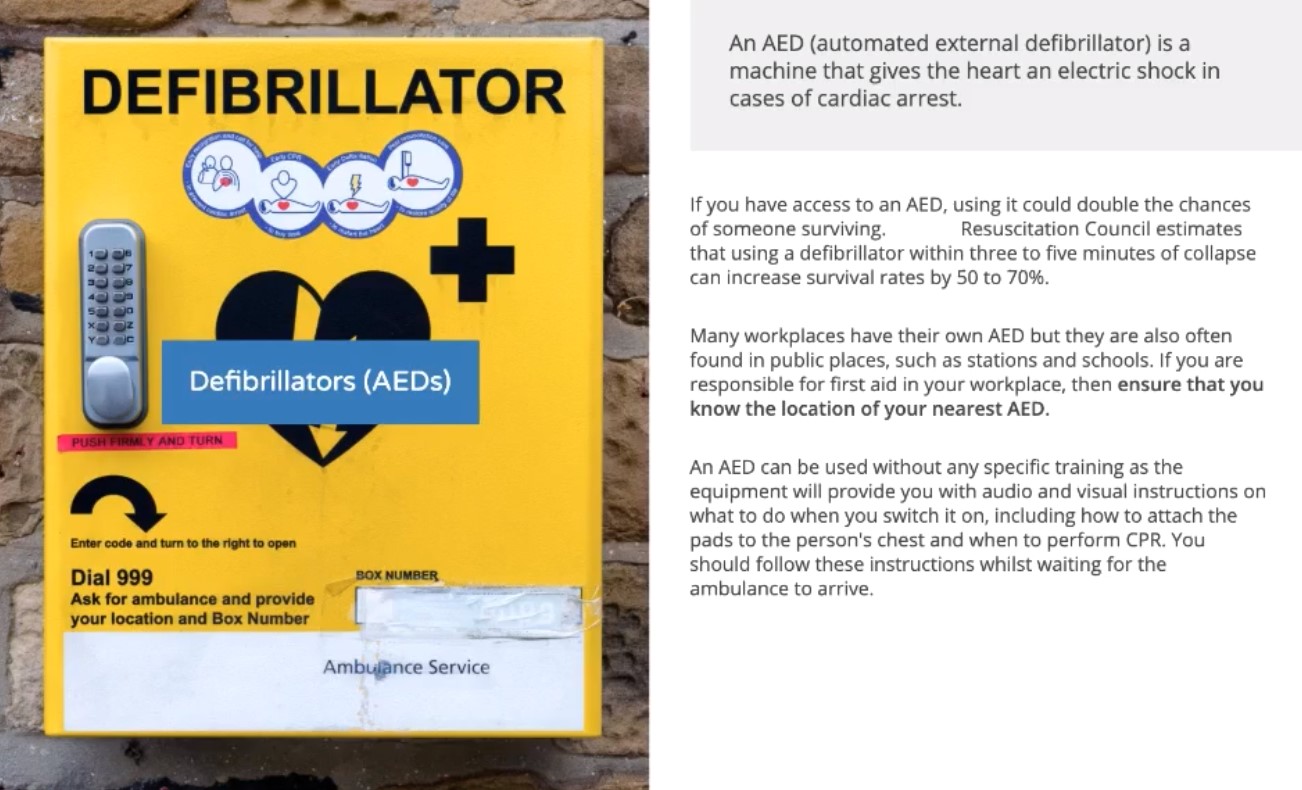 DEFIBRILLATOR
Early CPR
1 6
2 7
3 8
4 9
5 0
X Z
Y C
Defibrillators (AEDs)
PUSH FIRMLY AND TURN
Enter code and turn to the right to open
Dial 999
Ask for ambulance and provide
your location and Box Number
BOX NUMBER
Ambulance Service
An AED (automated external defibrillator) is a
machine that gives the heart an electric shock in
cases of cardiac arrest.
If you have access to an AED, using it could double the chances
of someone surviving. Resuscitation Council estimates
that using a defibrillator within three to five minutes of collapse
can increase survival rates by 50 to 70%.
Many workplaces have their own AED but they are also often
found in public places, such as stations and schools. If you are
responsible for first aid in your workplace, then ensure that you
know the location of your nearest AED.
An AED can be used without any specific training as the
equipment will provide you with audio and visual instructions on
what to do when you switch it on, including how to attach the
pads to the person's chest and when to perform CPR. You
should follow these instructions whilst waiting for the
ambulance to arrive.